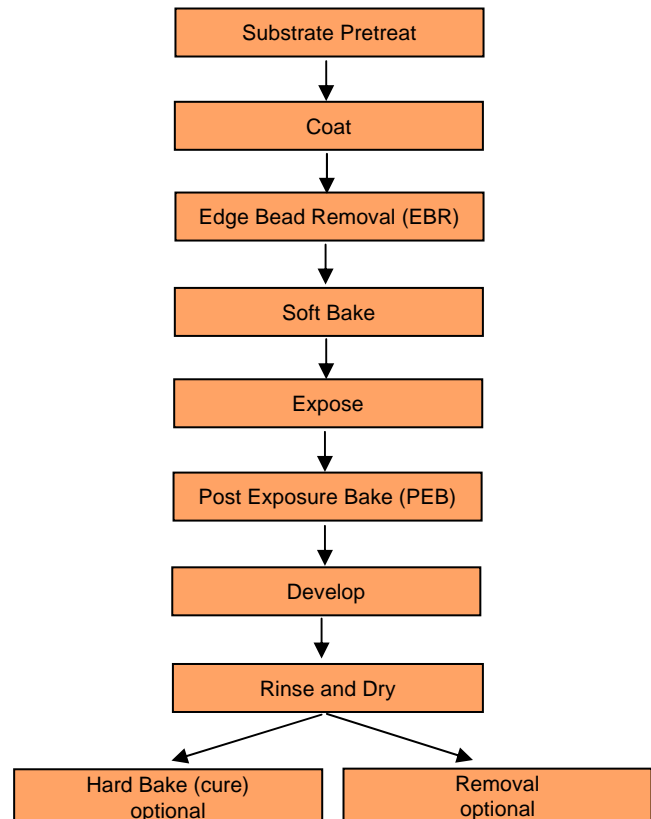 Substrate Pretreat
Coat
Edge Bead Removal (EBR)
Soft Bake
Expose
Post Exposure Bake (PEB)
Develop
Rinse and Dry
Hard Bake (cure)
optional
Removal
optional